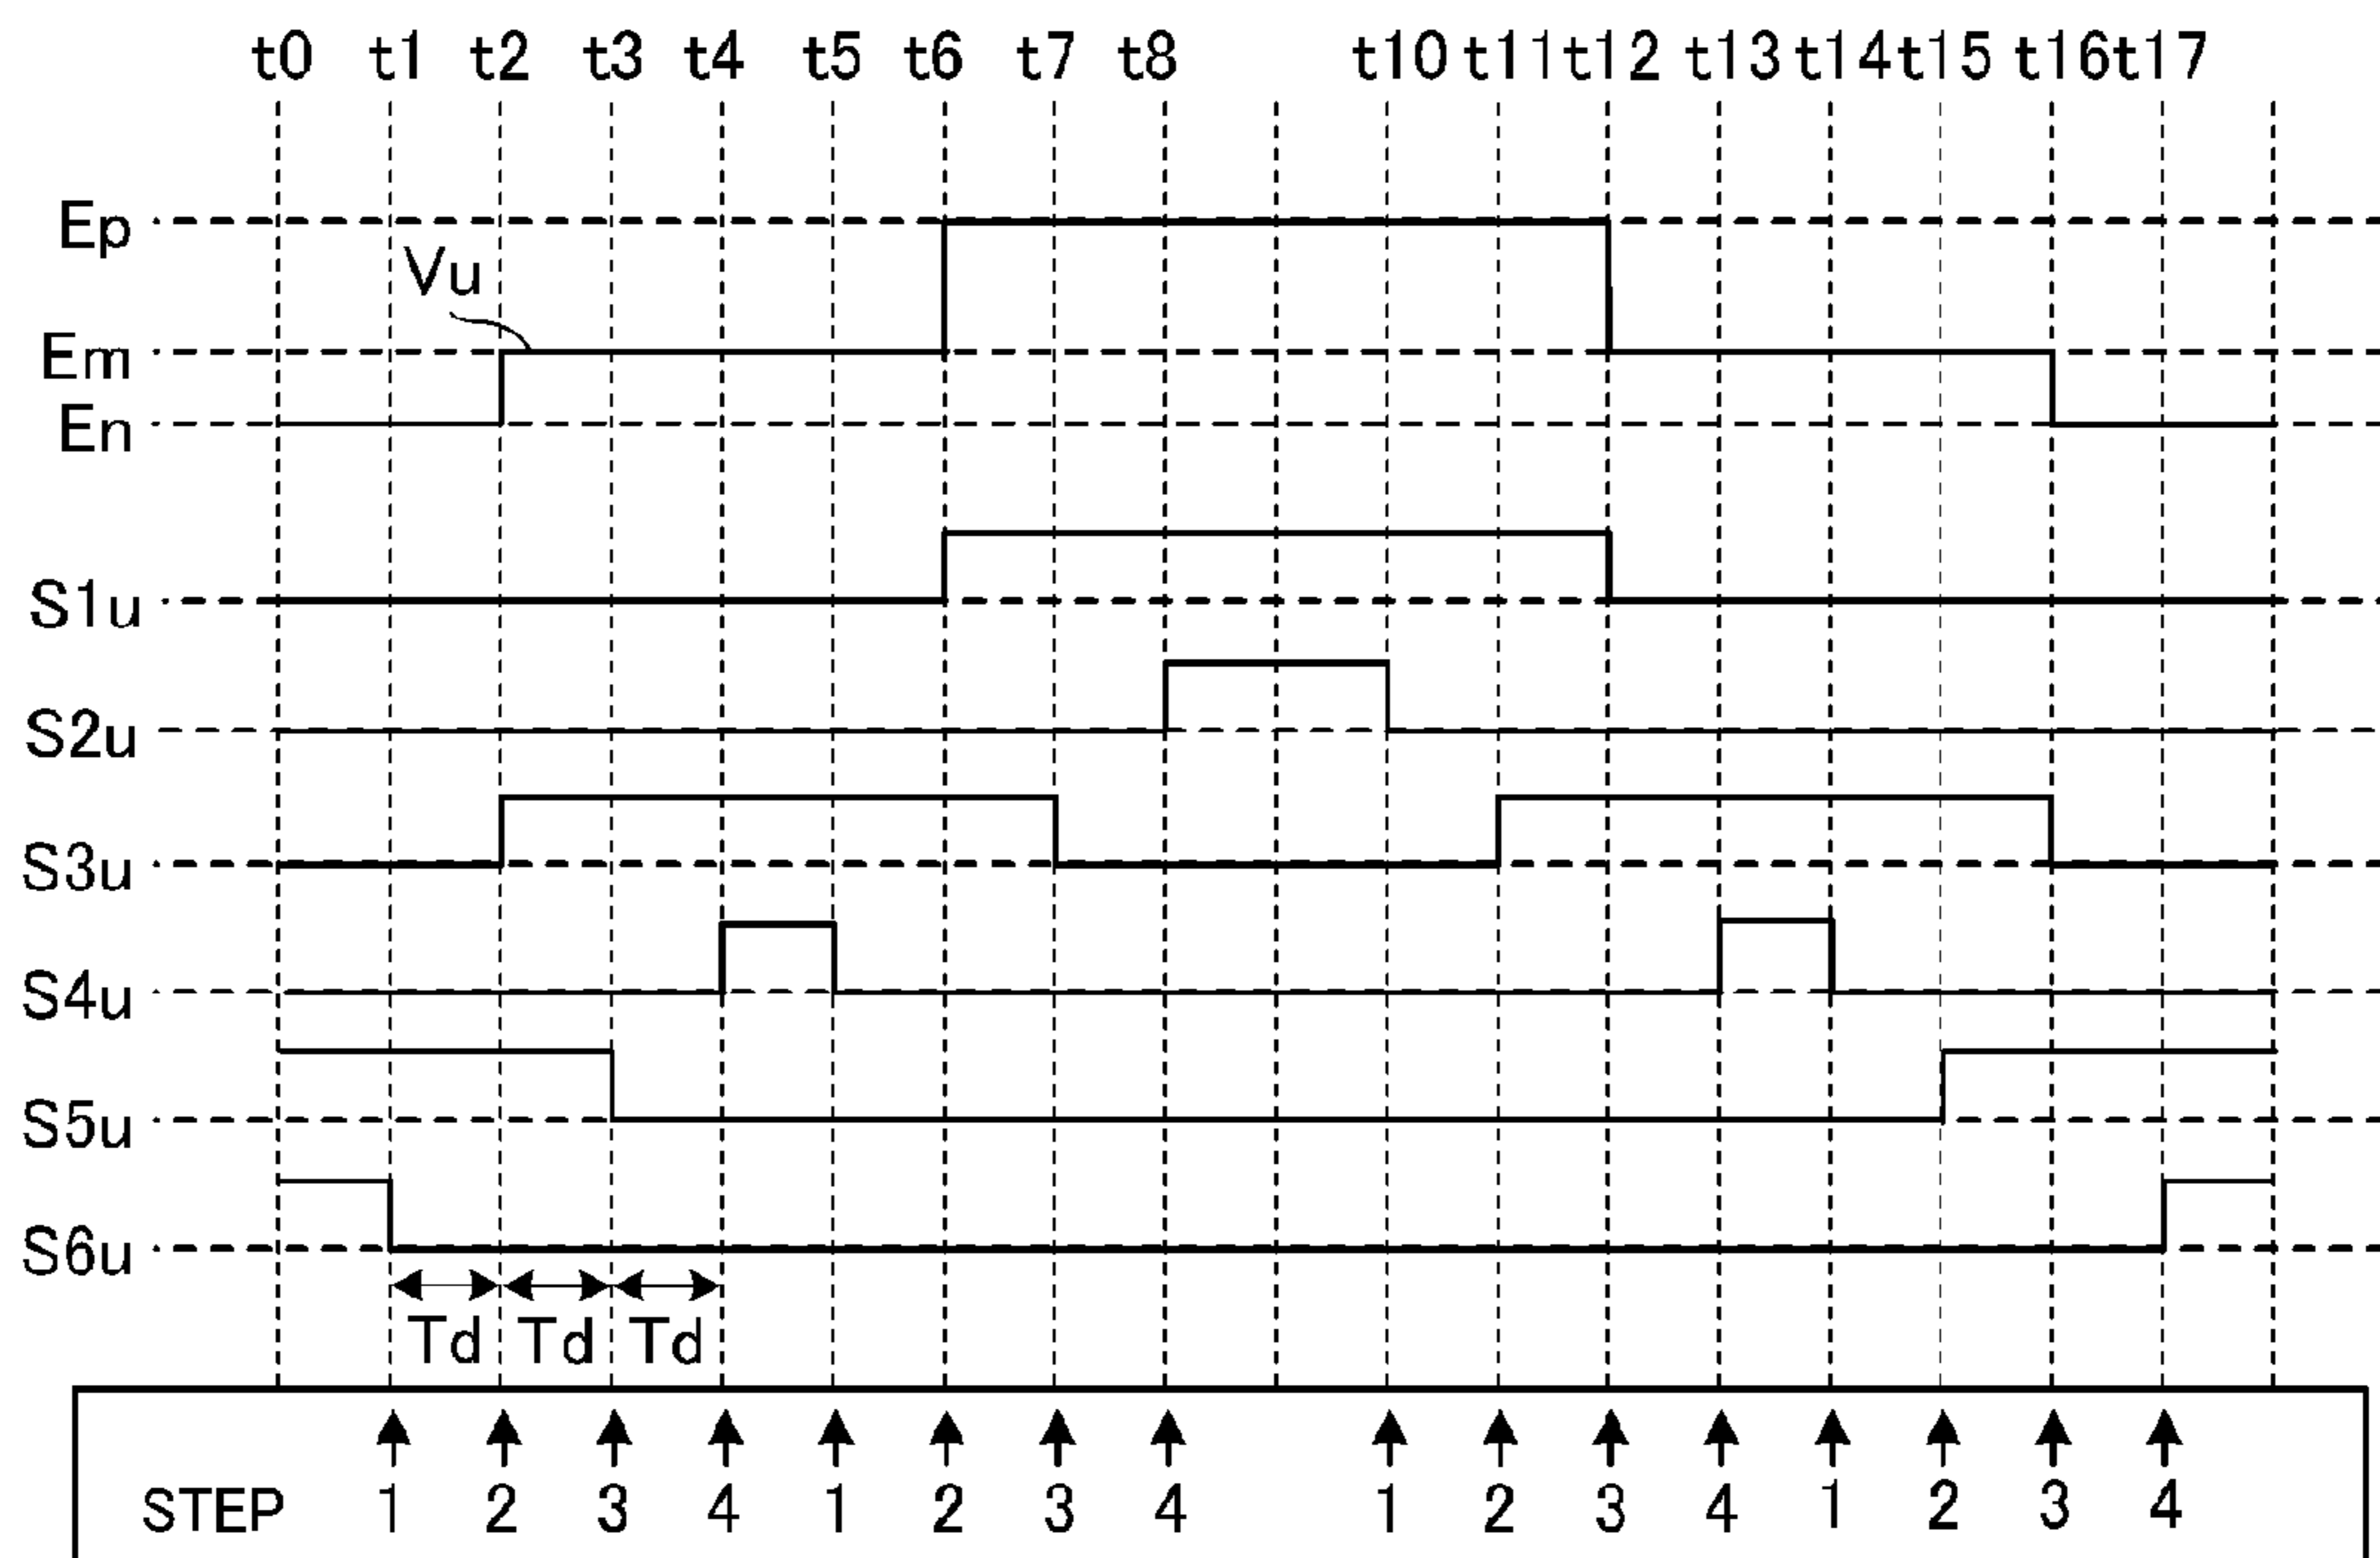 t0 t1 t2 t3 t4 t5 t6 t7 t8 t10 t11 t12 t13 t14 t15 t16 t17
Ep
Vu
Em
En
S1u
S2u
S3u
S4u
S5u
S6u
Td Td Td
STEP 1 2 3 4 1 2 3 4 1 2 3 4 1 2 3 4